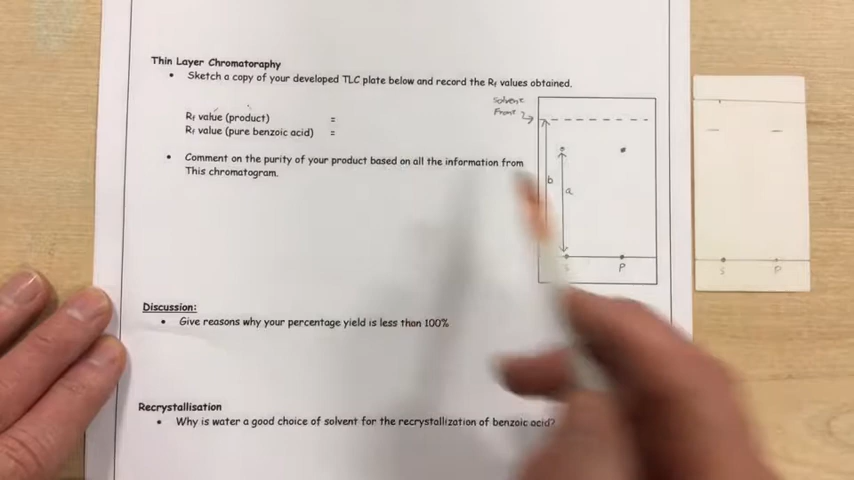 Thin Layer Chromatoraphy
• Sketch a copy of your developed TLC plate below and record the Rf values obtained.
Solvent
Front
Rf value (product) =
Rf value (pure benzoic acid) =
• Comment on the purity of your product based on all the information from
This chromatogram.
b
a
S P
S P
Discussion:
• Give reasons why your percentage yield is less than 100%
Recrystallisation
• Why is water a good choice of solvent for the recrystallization of benzoic acid?